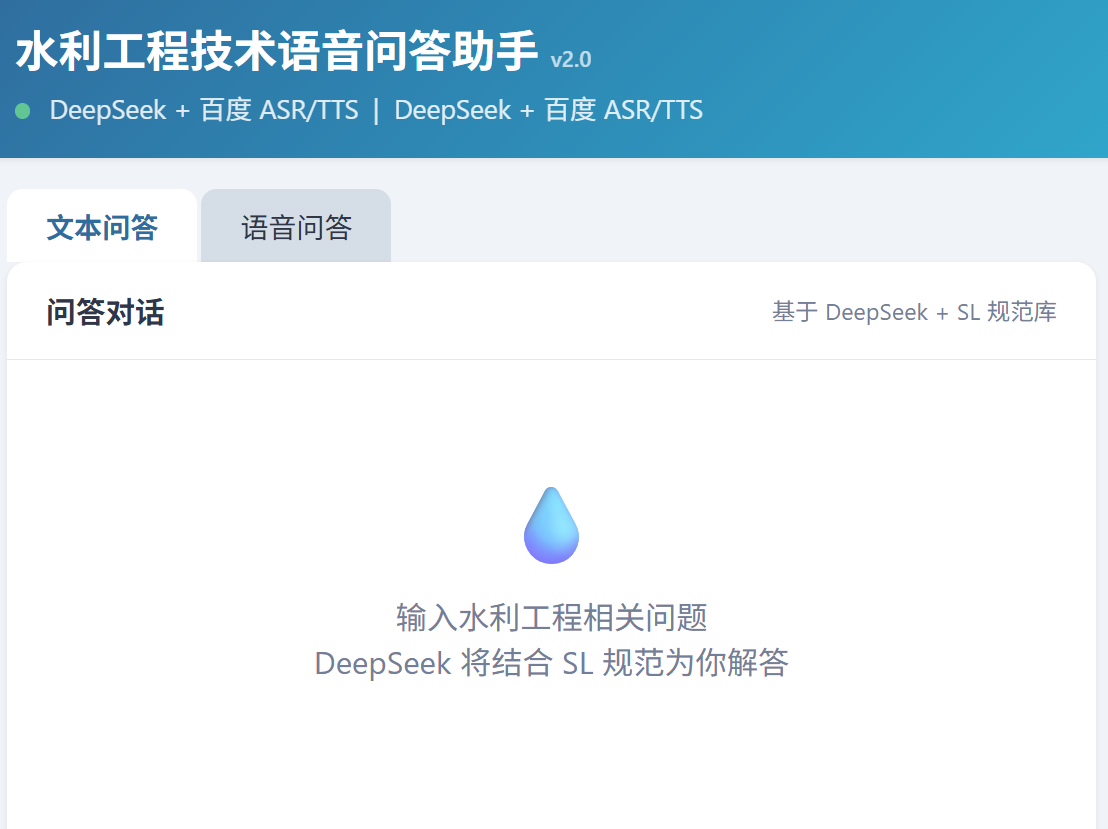 水利工程技术语音问答助手 v2.0
DeepSeek + 百度 ASR/TTS | DeepSeek + 百度 ASR/TTS
文本问答 语音问答
问答对话 基于 DeepSeek + SL 规范库
输入水利工程相关问题
DeepSeek 将结合 SL 规范为你解答